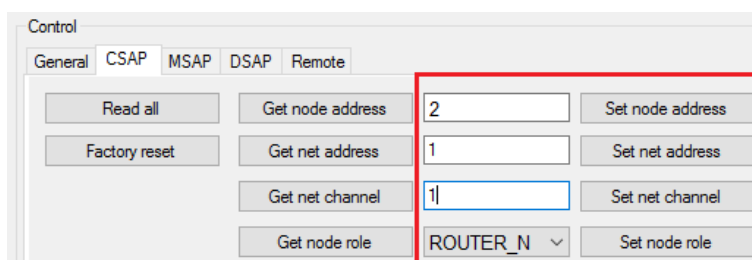 Control
General CSAP MSAP DSAP Remote
Read all Get node address 2 Set node address
Factory reset Get net address 1 Set net address
Get net channel 1 Set net channel
Get node role ROUTER_N Set node role